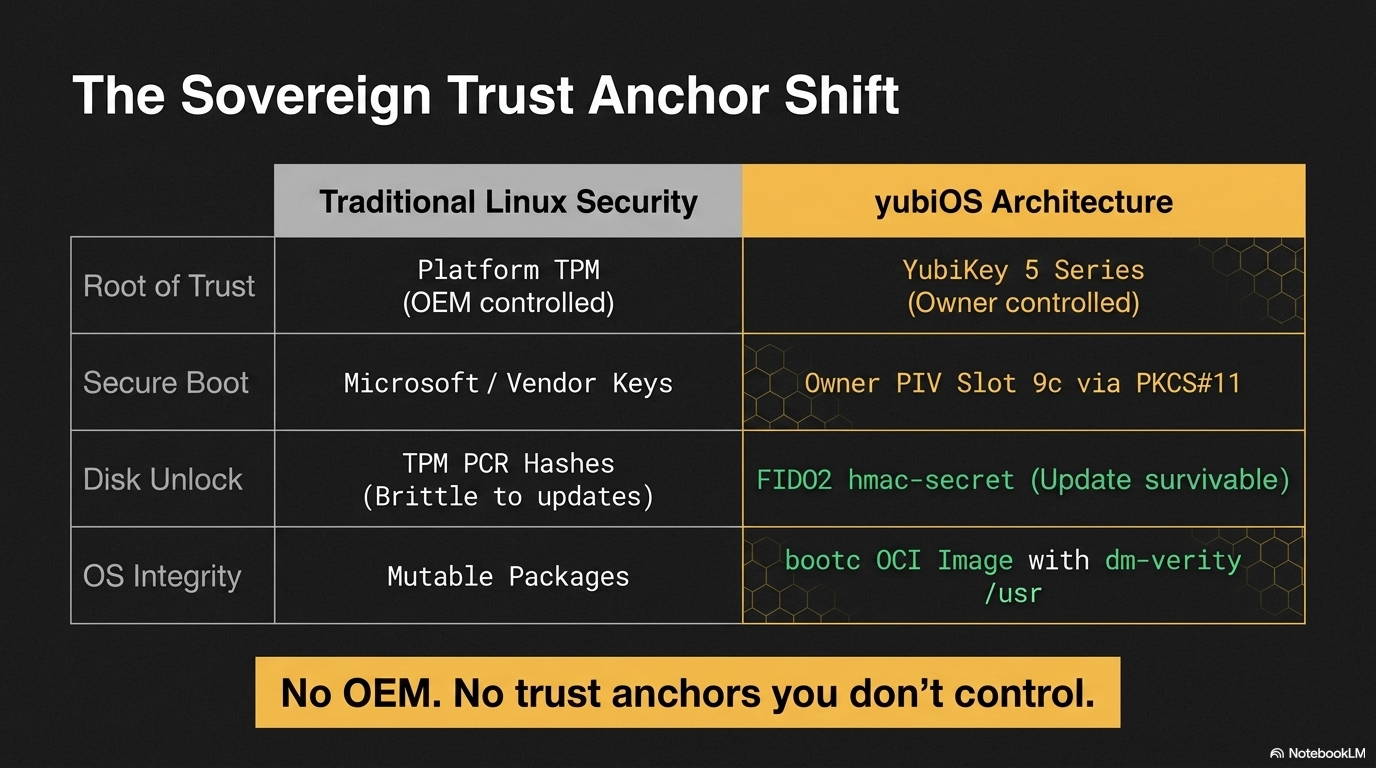 The Sovereign Trust Anchor Shift
Traditional Linux Security
yubiOS Architecture
Root of Trust
Platform TPM
(OEM controlled)
YubiKey 5 Series
(Owner controlled)
Secure Boot
Microsoft / Vendor Keys
Owner PIV Slot 9c via PKCS#11
Disk Unlock
TPM PCR Hashes
(Brittle to updates)
FIDO2 hmac-secret (Update survivable)
OS Integrity
Mutable Packages
bootc OCI Image with dm-verity
/usr
No OEM. No trust anchors you don’t control.
NotebookLM